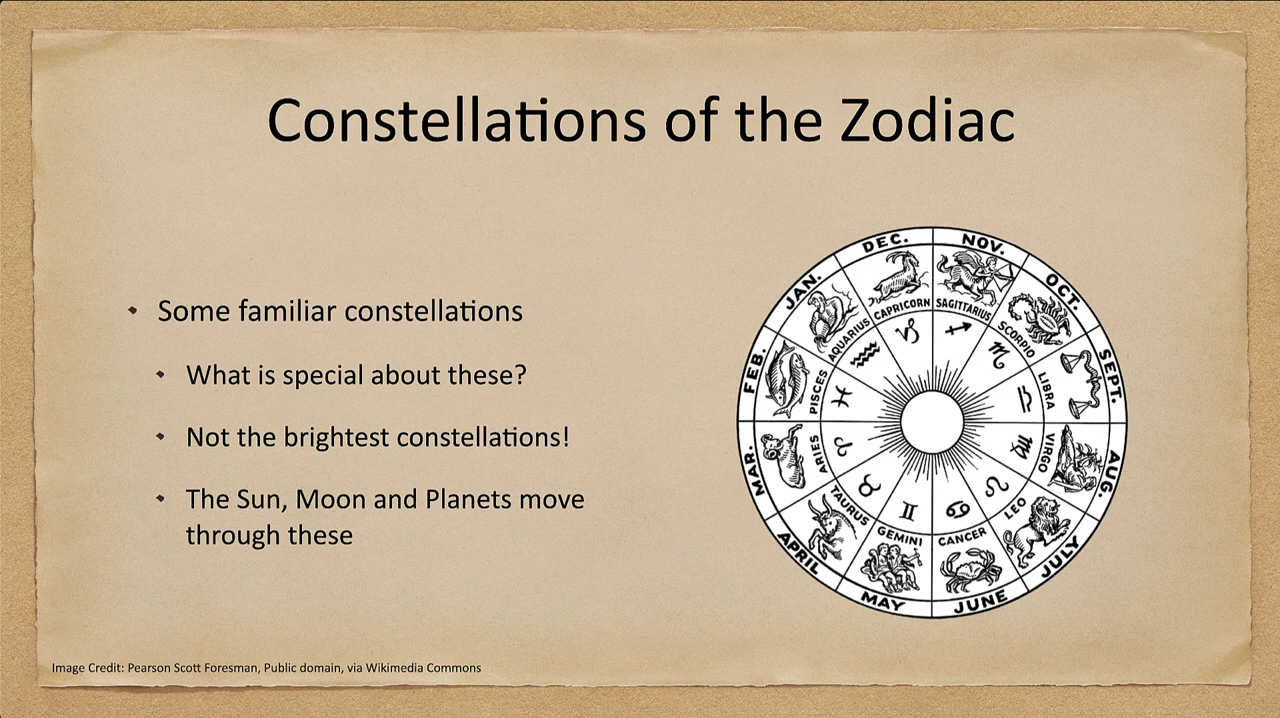 Constellations of the Zodiac
Some familiar constellations
What is special about these?
Not the brightest constellations!
The Sun, Moon and Planets move
through these
DEC.
NOV.
OCT.
SEPT.
AUG.
JULY
JUNE
MAY
APRIL
MAR.
FEB.
JAN.
CAPRICORN
SAGITTARIUS
SCORPIO
LIBRA
VIRGO
LEO
CANCER
GEMINI
TAURUS
ARIES
PISCES
AQUARIUS
♑
♐
♏
♎
♍
♌
♋
♊
♉
♈
♓
♒
Image Credit: Pearson Scott Foresman, Public domain, via Wikimedia Commons